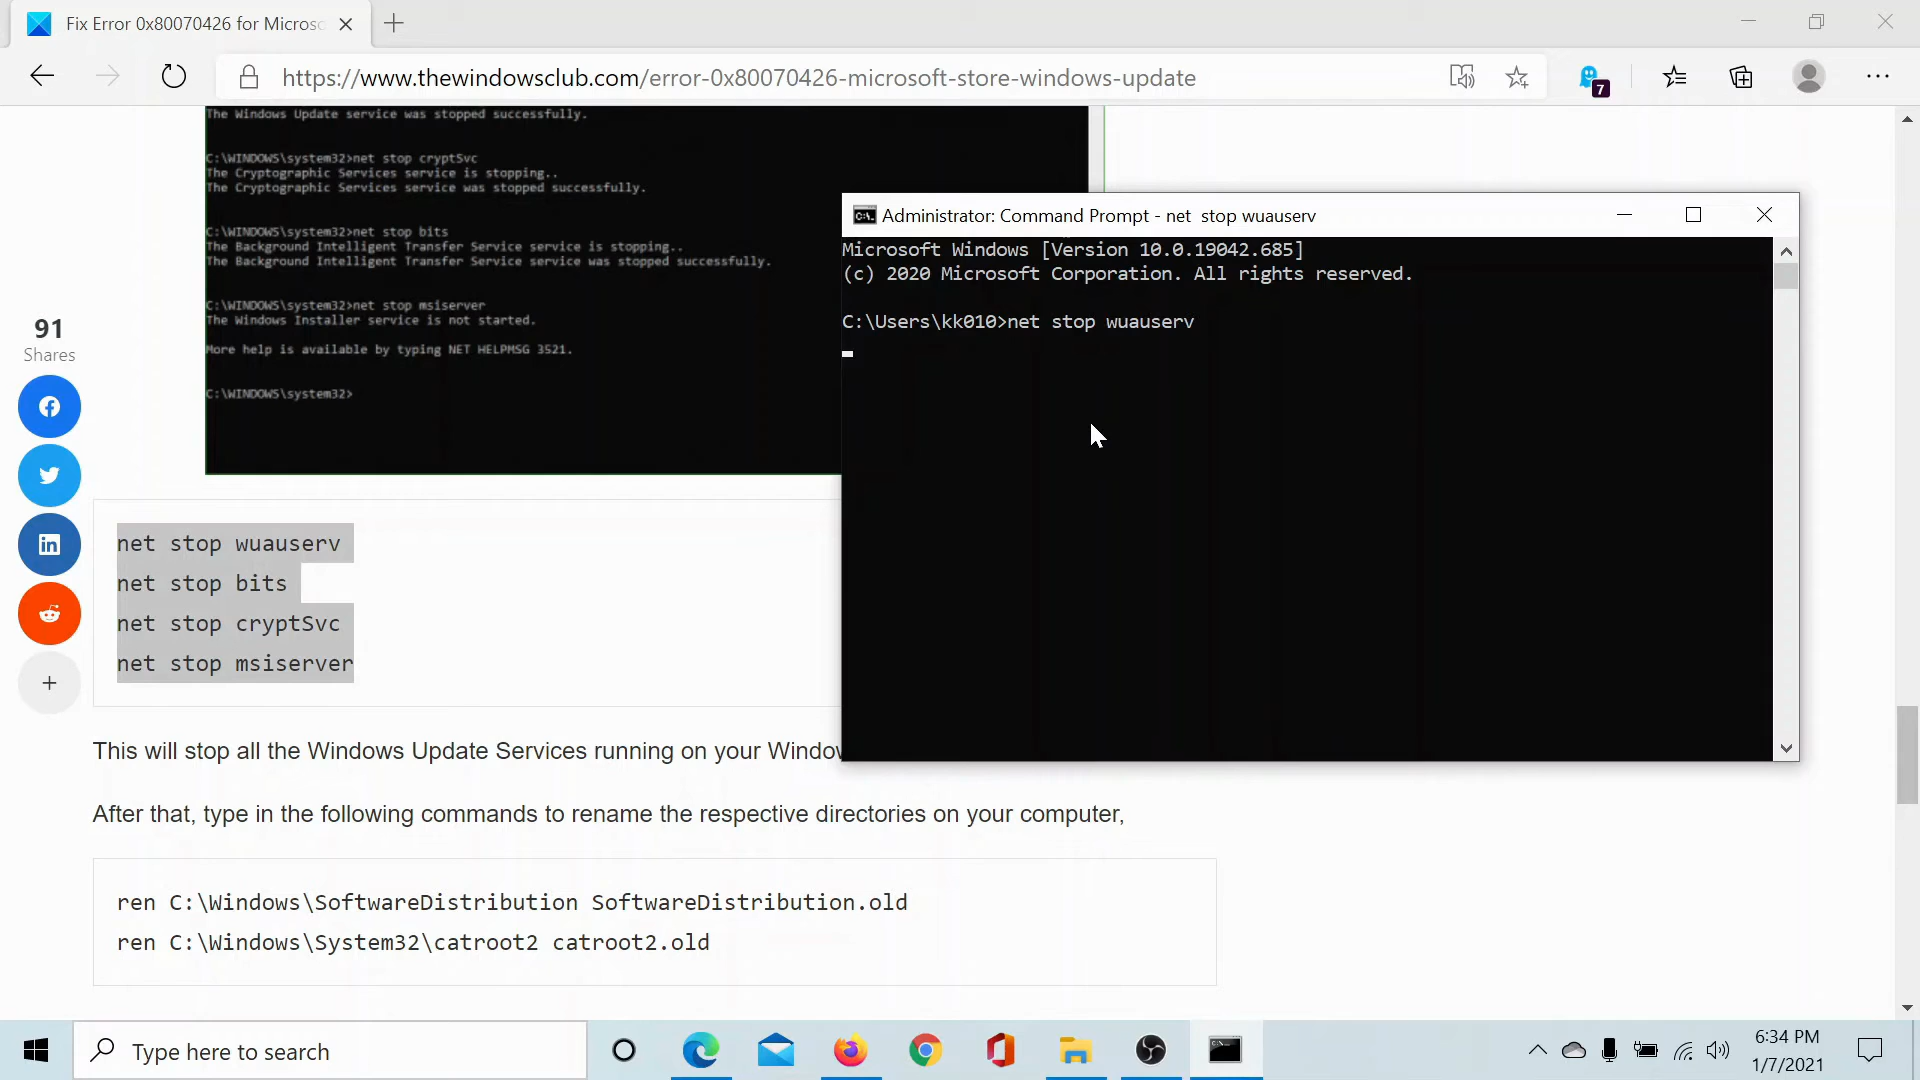 Fix Error 0x80070426 for Microsc
https://www.thewindowsclub.com/error-0x80070426-microsoft-store-windows-update
7
The Windows Update service was stopped successfully.
C:\WINDOWS\system32>net stop cryptSvc
The Cryptographic Services service is stopping..
The Cryptographic Services service was stopped successfully.
C:\WINDOWS\system32>net stop bits
The Background Intelligent Transfer Service service is stopping..
The Background Intelligent Transfer Service service was stopped successfully.
C:\WINDOWS\system32>net stop msiserver
The Windows Installer service is not started.
More help is available by typing NET HELPMSG 3521.
C:\WINDOWS\system32>
Administrator: Command Prompt - net  stop wuauserv
Microsoft Windows [Version 10.0.19042.685]
(c) 2020 Microsoft Corporation. All rights reserved.
C:\Users\kk010>net stop wuauserv
91
Shares
net stop wuauserv
net stop bits
net stop cryptSvc
net stop msiserver
This will stop all the Windows Update Services running on your Window
After that, type in the following commands to rename the respective directories on your computer,
ren C:\Windows\SoftwareDistribution SoftwareDistribution.old
ren C:\Windows\System32\catroot2 catroot2.old
Type here to search
6:34 PM
1/7/2021